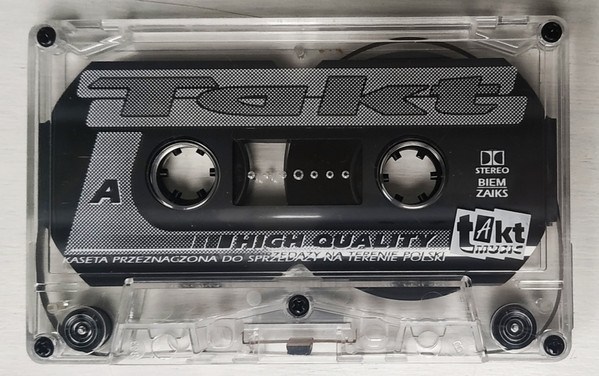 Takt
A
STEREO
BIEM
ZAIKS
HIGH QUALITY
tAkt
MUSIC
KASETA PRZEZNACZONA DO SPRZEDAŻY NA TERENIE POLSKI